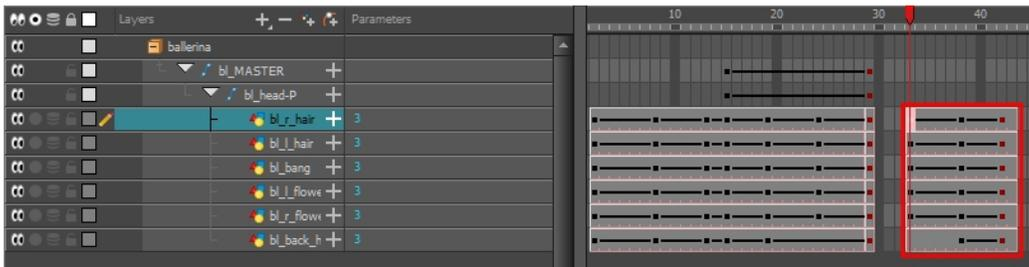 Layers Parameters 10 20 30 40
ballerina
bl_MASTER
bl_head-P
bl_r_hair 3
bl_l_hair 3
bl_bang 3
bl_l_flowe 3
bl_r_flowe 3
bl_back_h 3